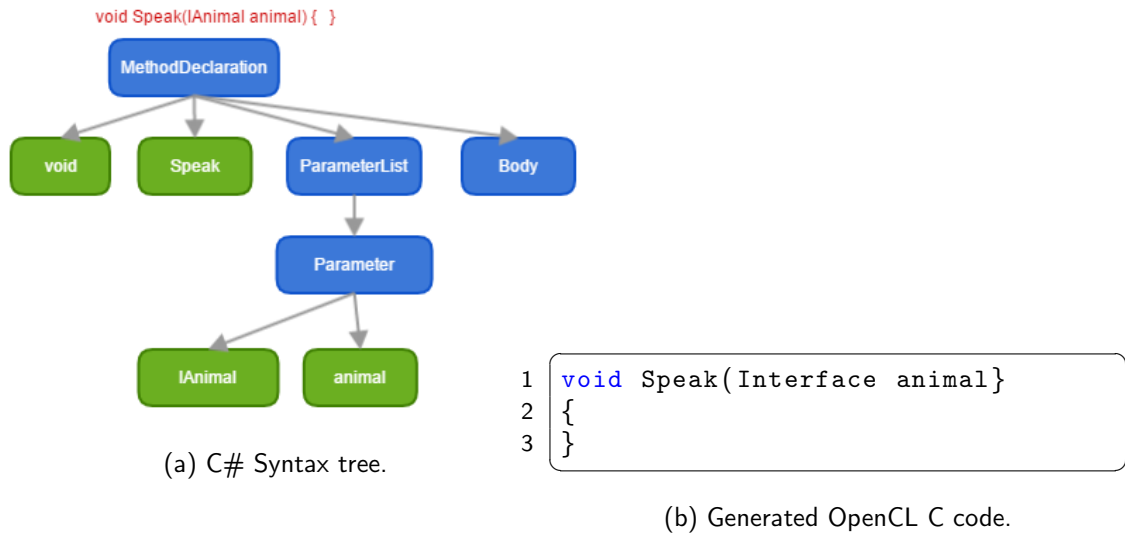 void Speak(IAnimal animal) { }
MethodDeclaration
void Speak ParameterList Body
Parameter
IAnimal animal
(a) C# Syntax tree.
1 void Speak(Interface animal}
2 {
3 }
(b) Generated OpenCL C code.